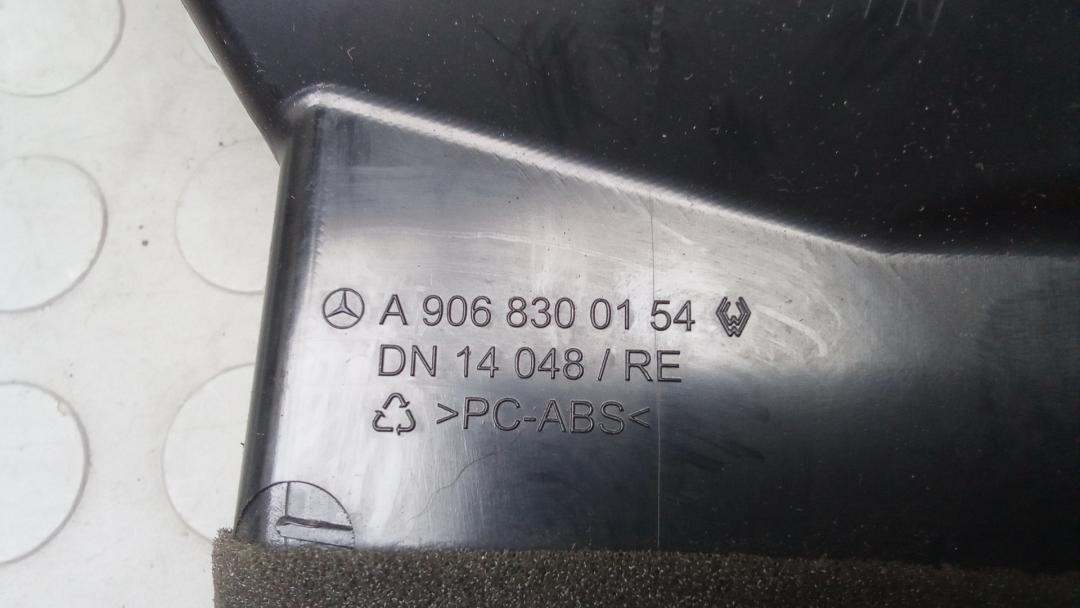 A 906 830 01 54
DN 14 048 / RE
>PC-ABS<